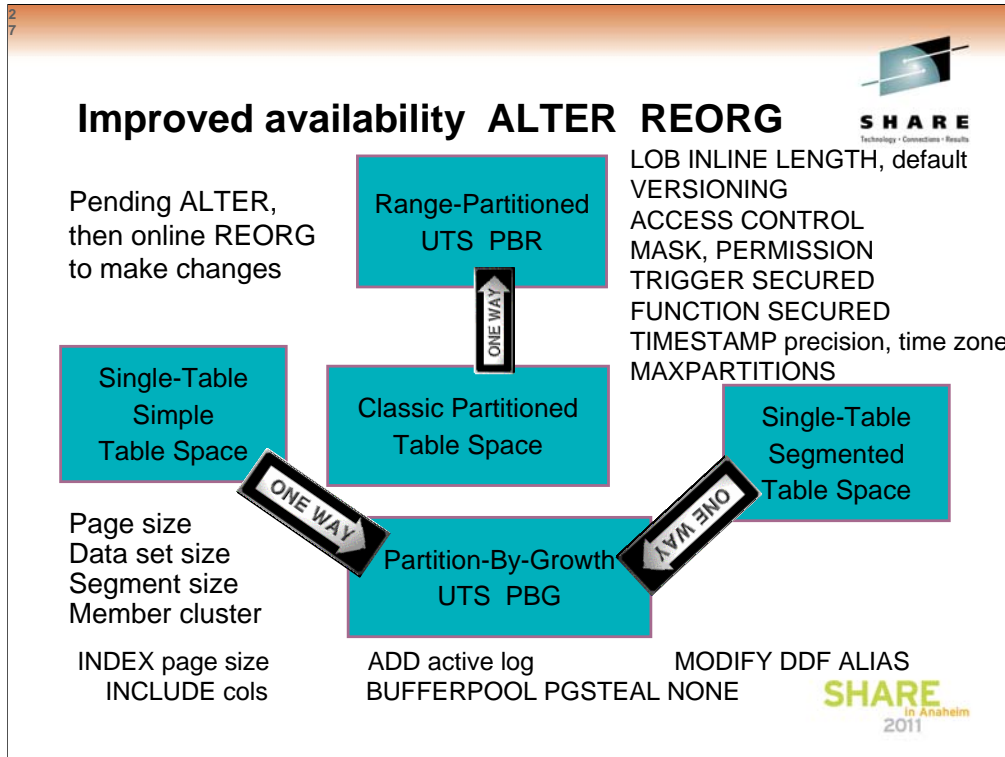 2
7
Improved availability ALTER REORG
S H A R E
Technology · Connections · Results
Pending ALTER,
then online REORG
to make changes
Range-Partitioned
UTS PBR
LOB INLINE LENGTH, default
VERSIONING
ACCESS CONTROL
MASK, PERMISSION
TRIGGER SECURED
FUNCTION SECURED
TIMESTAMP precision, time zone
MAXPARTITIONS
ONE WAY
Single-Table
Simple
Table Space
Classic Partitioned
Table Space
Single-Table
Segmented
Table Space
ONE WAY
ONE WAY
Page size
Data set size
Segment size
Member cluster
Partition-By-Growth
UTS PBG
INDEX page size
INCLUDE cols
ADD active log
BUFFERPOOL PGSTEAL NONE
MODIFY DDF ALIAS
SHARE
in Anaheim
2011